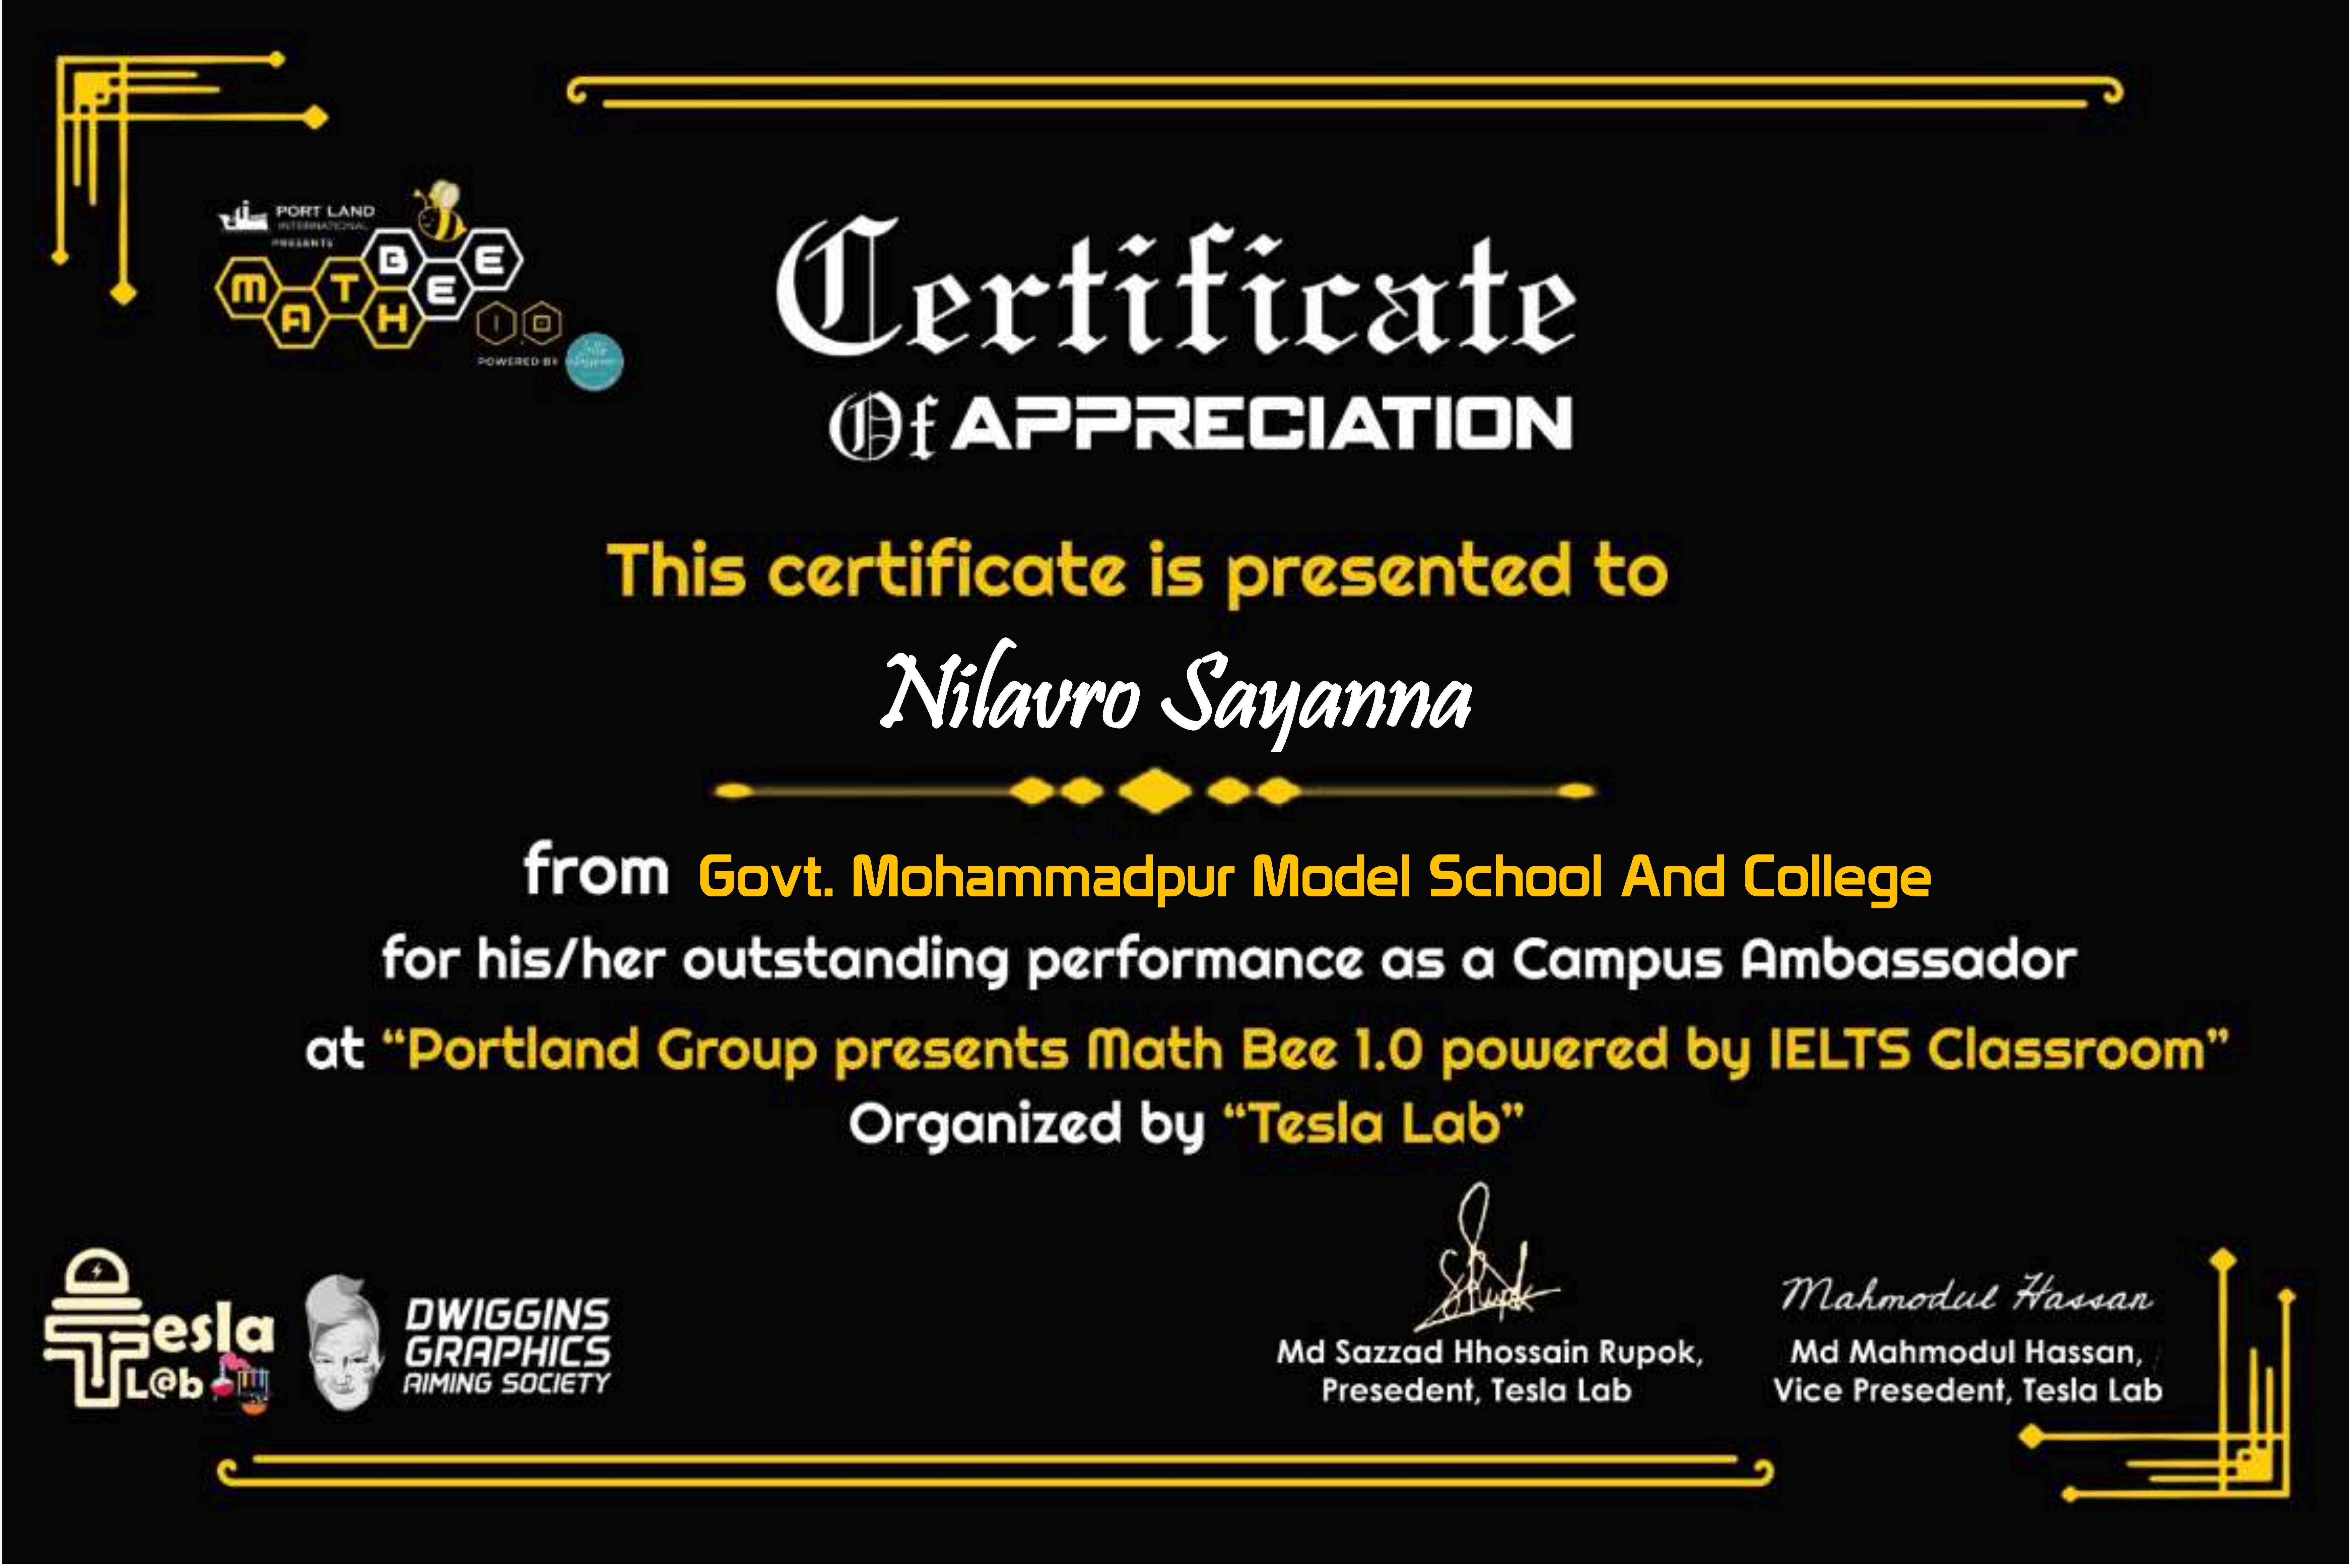 PORT LAND
INTERNATIONAL
PRESENTS
MATH BEE
1.0
POWERED BY
Certificate
Of APPRECIATION
This certificate is presented to
Nilavro Sayanna
from Govt. Mohammadpur Model School And College
for his/her outstanding performance as a Campus Ambassador
at “Portland Group presents Math Bee 1.0 powered by IELTS Classroom”
Organized by “Tesla Lab”
Tesla
L@b
DWIGGINS
GRAPHICS
AIMING SOCIETY
Mahmodul Hassan
Md Sazzad Hhossain Rupok,
Presedent, Tesla Lab
Md Mahmodul Hassan,
Vice Presedent, Tesla Lab